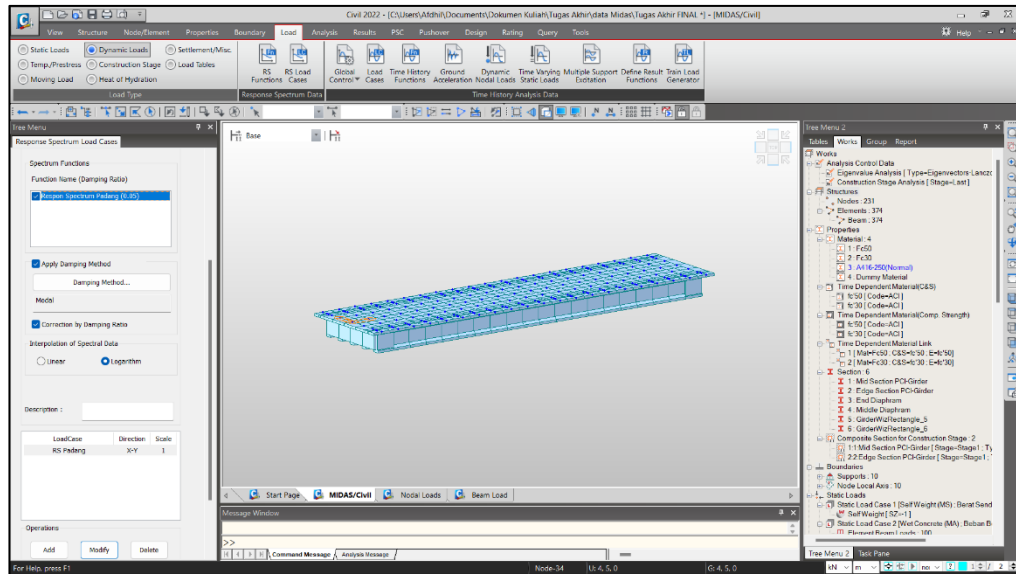 Civil 2022 - [C:\Users\Afdhil\Documents\Dokumen Kuliah\Tugas Akhir\data Midas\Tugas Akhir FINAL *] - [MIDAS/Civil]
View Structure Node/Element Properties Boundary Load Analysis Results PSC Pushover Design Rating Query Tools Help
Static Loads Dynamic Loads Settlement/Misc.
Temp./Prestress Construction Stage Load Tables
Moving Load Heat of Hydration
Load Type
RS Functions
RS Load Cases
Response Spectrum Data
Global Control
Load Cases
Time History Functions
Ground Acceleration
Dynamic Nodal Loads
Time Varying Static Loads
Multiple Support Excitation
Define Result Functions
Train Load Generator
Time History Analysis Data
Tree Menu
Response Spectrum Load Cases
Spectrum Functions
Function Name (Damping Ratio)
Respon Spectrum Padang (0.05)
Apply Damping Method
Damping Method...
Modal
Correction by Damping Ratio
Interpolation of Spectral Data
Linear Logarithm
Description :
LoadCase Direction Scale
RS Padang X-Y 1
Operations
Add Modify Delete
Base
Start Page MIDAS/Civil Nodal Loads Beam Load
Message Window
>>
Command Message Analysis Message
Tree Menu 2
Tables Works Group Report
Works
Analysis Control Data
Eigenvalue Analysis [ Type=Eigenvectors-Lanczo
Construction Stage Analysis [ Stage=Last ]
Structures
Nodes : 231
Elements : 374
Beam : 374
Properties
Material : 4
1 : Fc50
2 : Fc30
3 : A416-250(Normal)
4 : Dummy Material
Time Dependent Material(C&S)
fc'50 [ Code=ACI ]
fc'30 [ Code=ACI ]
Time Dependent Material(Comp. Strength)
fc'50 [ Code=ACI ]
fc'30 [ Code=ACI ]
Time Dependent Material Link
1 [ Mat=Fc50 ; C&S=fc'50 ; E=fc'50]
2 [ Mat=Fc30 ; C&S=fc'30 ; E=fc'30]
Section : 6
1 : Mid Section PCI-Girder
2 : Edge Section PCI-Girder
3 : End Diaphram
4 : Middle Diaphram
5 : GirderWizRectangle_5
6 : GirderWizRectangle_6
Composite Section for Construction Stage : 2
1:1:Mid Section PCI-Girder [ Stage=Stage1 ; Ty
2:2:Edge Section PCI-Girder [ Stage=Stage1 ;
Boundaries
Supports : 10
Node Local Axis : 10
Static Loads
Static Load Case 1 [Self Weight (MS) ; Berat Send
Self Weight [ SZ=-1 ]
Static Load Case 2 [Wet Concrete (MA) ; Beban B
Element Beam Loads : 100
Tree Menu 2 Task Pane
For Help, press F1
Node-34 U: 4, 5, 0 G: 4, 5, 0 kN m